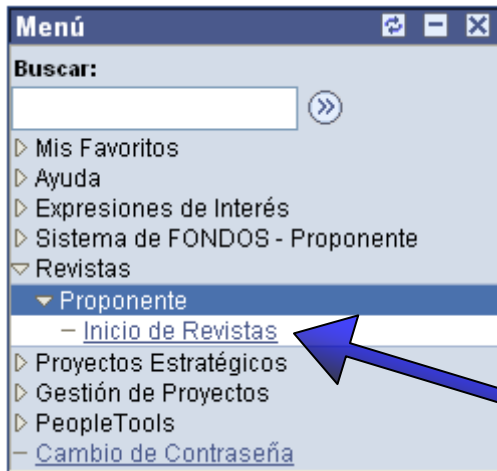 Menú
Buscar:
Mis Favoritos
Ayuda
Expresiones de Interés
Sistema de FONDOS - Proponente
Revistas
Proponente
Inicio de Revistas
Proyectos Estratégicos
Gestión de Proyectos
PeopleTools
Cambio de Contraseña